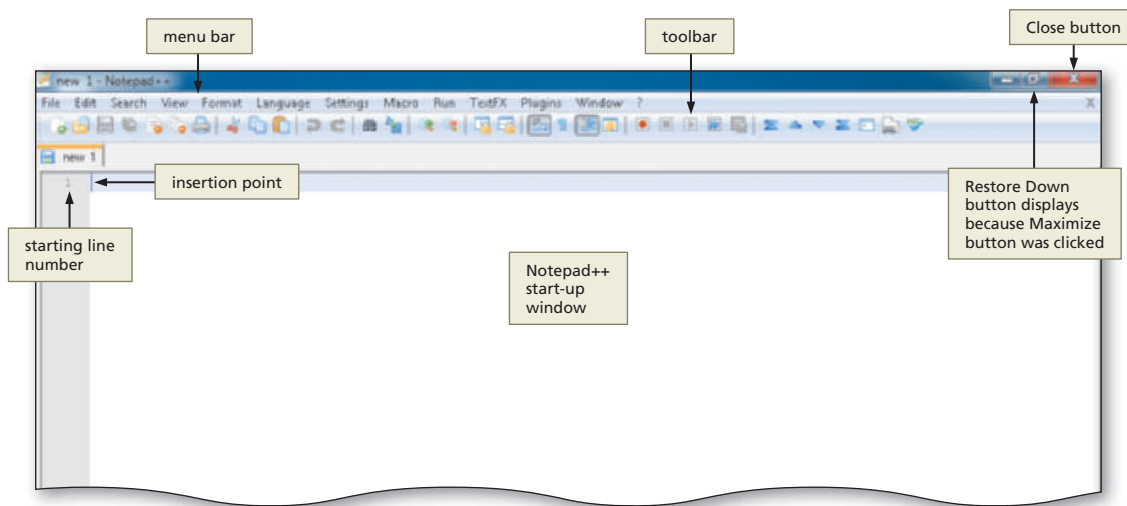 menu bar
toolbar
Close button
new 1 - Notepad++
File Edit Search View Format Language Settings Macro Run TextFX Plugins Window ? X
new 1
1
insertion point
starting line
number
Restore Down
button displays
because Maximize
button was clicked
Notepad++
start-up
window